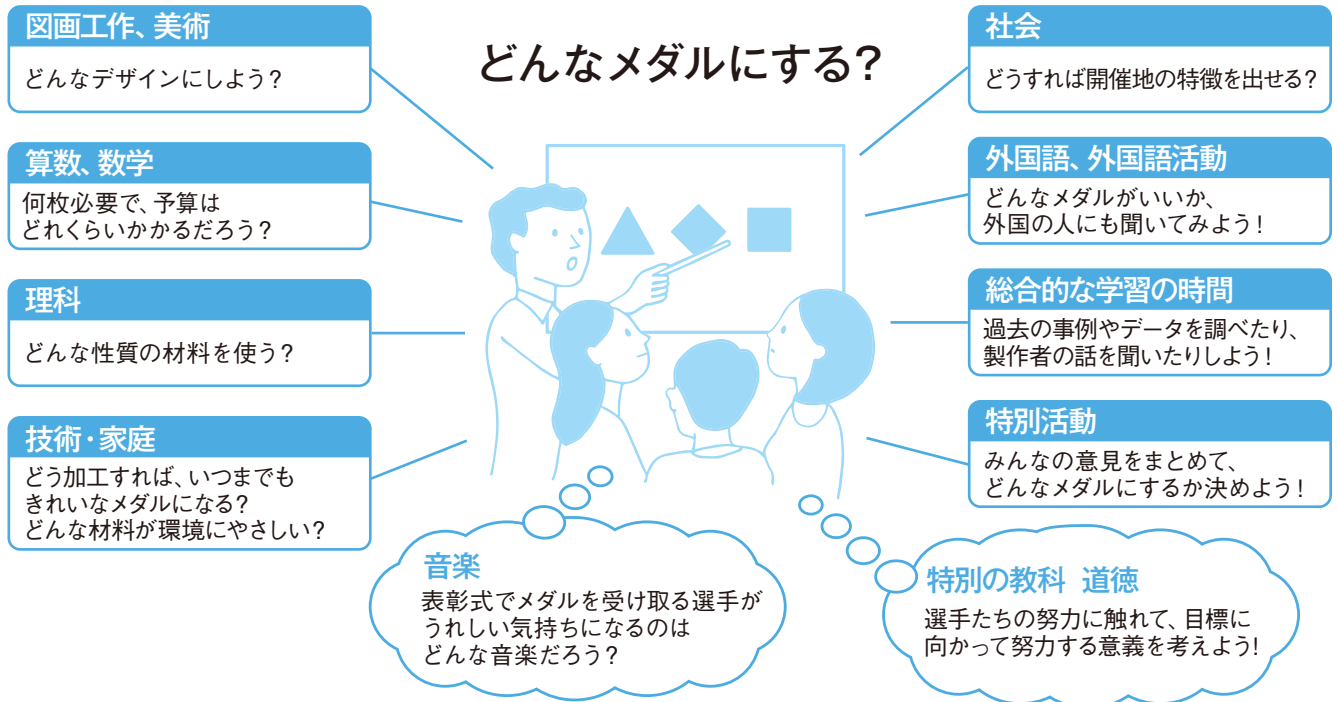 どんなメダルにする?
図画工作、美術
どんなデザインにしよう?
算数、数学
何枚必要で、予算は
どれくらいかかるだろう?
理科
どんな性質の材料を使う?
技術・家庭
どう加工すれば、いつまでも
きれいなメダルになる?
どんな材料が環境にやさしい?
社会
どうすれば開催地の特徴を出せる?
外国語、外国語活動
どんなメダルがいいか、
外国の人にも聞いてみよう!
総合的な学習の時間
過去の事例やデータを調べたり、
製作者の話を聞いたりしよう!
特別活動
みんなの意見をまとめて、
どんなメダルにするか決めよう!
音楽
表彰式でメダルを受け取る選手が
うれしい気持ちになるのは
どんな音楽だろう?
特別の教科 道徳
選手たちの努力に触れて、目標に
向かって努力する意義を考えよう!